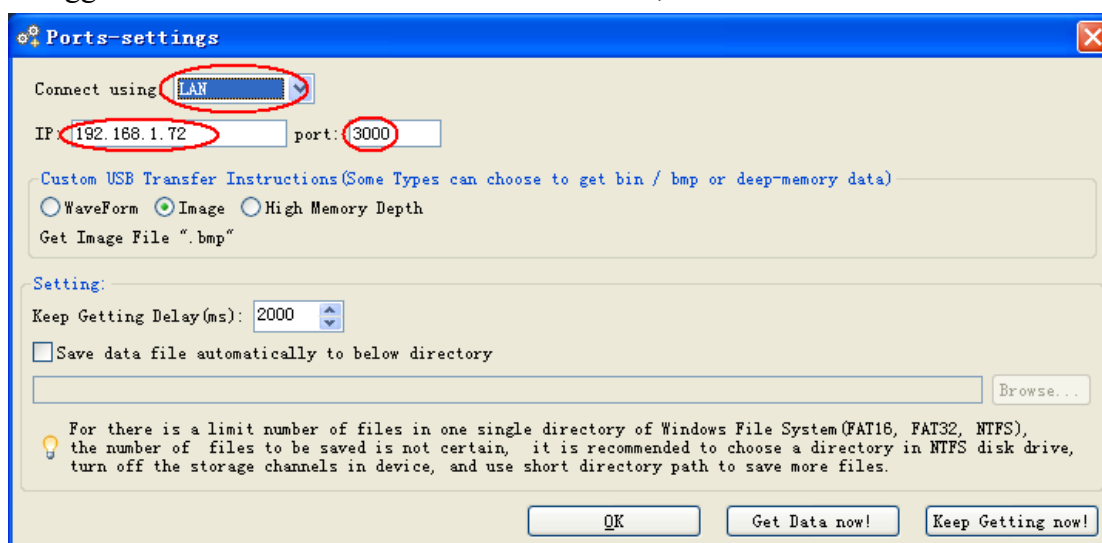 Ports-settings
Connect using LAN
IP: 192.168.1.72 port: 3000
Custom USB Transfer Instructions(Some Types can choose to get bin / bmp or deep-memory data)
WaveForm Image High Memory Depth
Get Image File ".bmp"
Setting:
Keep Getting Delay(ms): 2000
Save data file automatically to below directory
Browse...
For there is a limit number of files in one single directory of Windows File System(FAT16, FAT32, NTFS),
the number of files to be saved is not certain, it is recommended to choose a directory in NTFS disk drive,
turn off the storage channels in device, and use short directory path to save more files.
OK Get Data now! Keep Getting now!